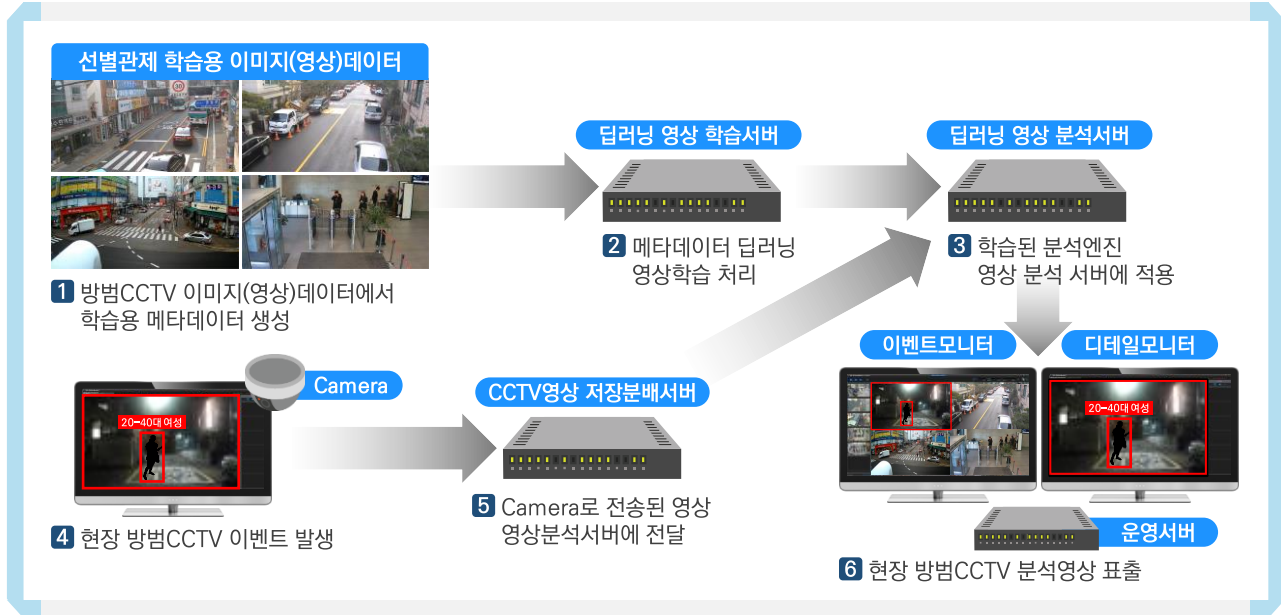 선별관제 학습용 이미지(영상)데이터
30
1 방범CCTV 이미지(영상)데이터에서
학습용 메타데이터 생성
딥러닝 영상 학습서버
2 메타데이터 딥러닝
영상학습 처리
딥러닝 영상 분석서버
3 학습된 분석엔진
영상 분석 서버에 적용
Camera
20-40대 여성
4 현장 방범CCTV 이벤트 발생
CCTV영상 저장분배서버
5 Camera로 전송된 영상
영상분석서버에 전달
이벤트모니터
디테일모니터
20-40대 여성
운영서버
6 현장 방범CCTV 분석영상 표출